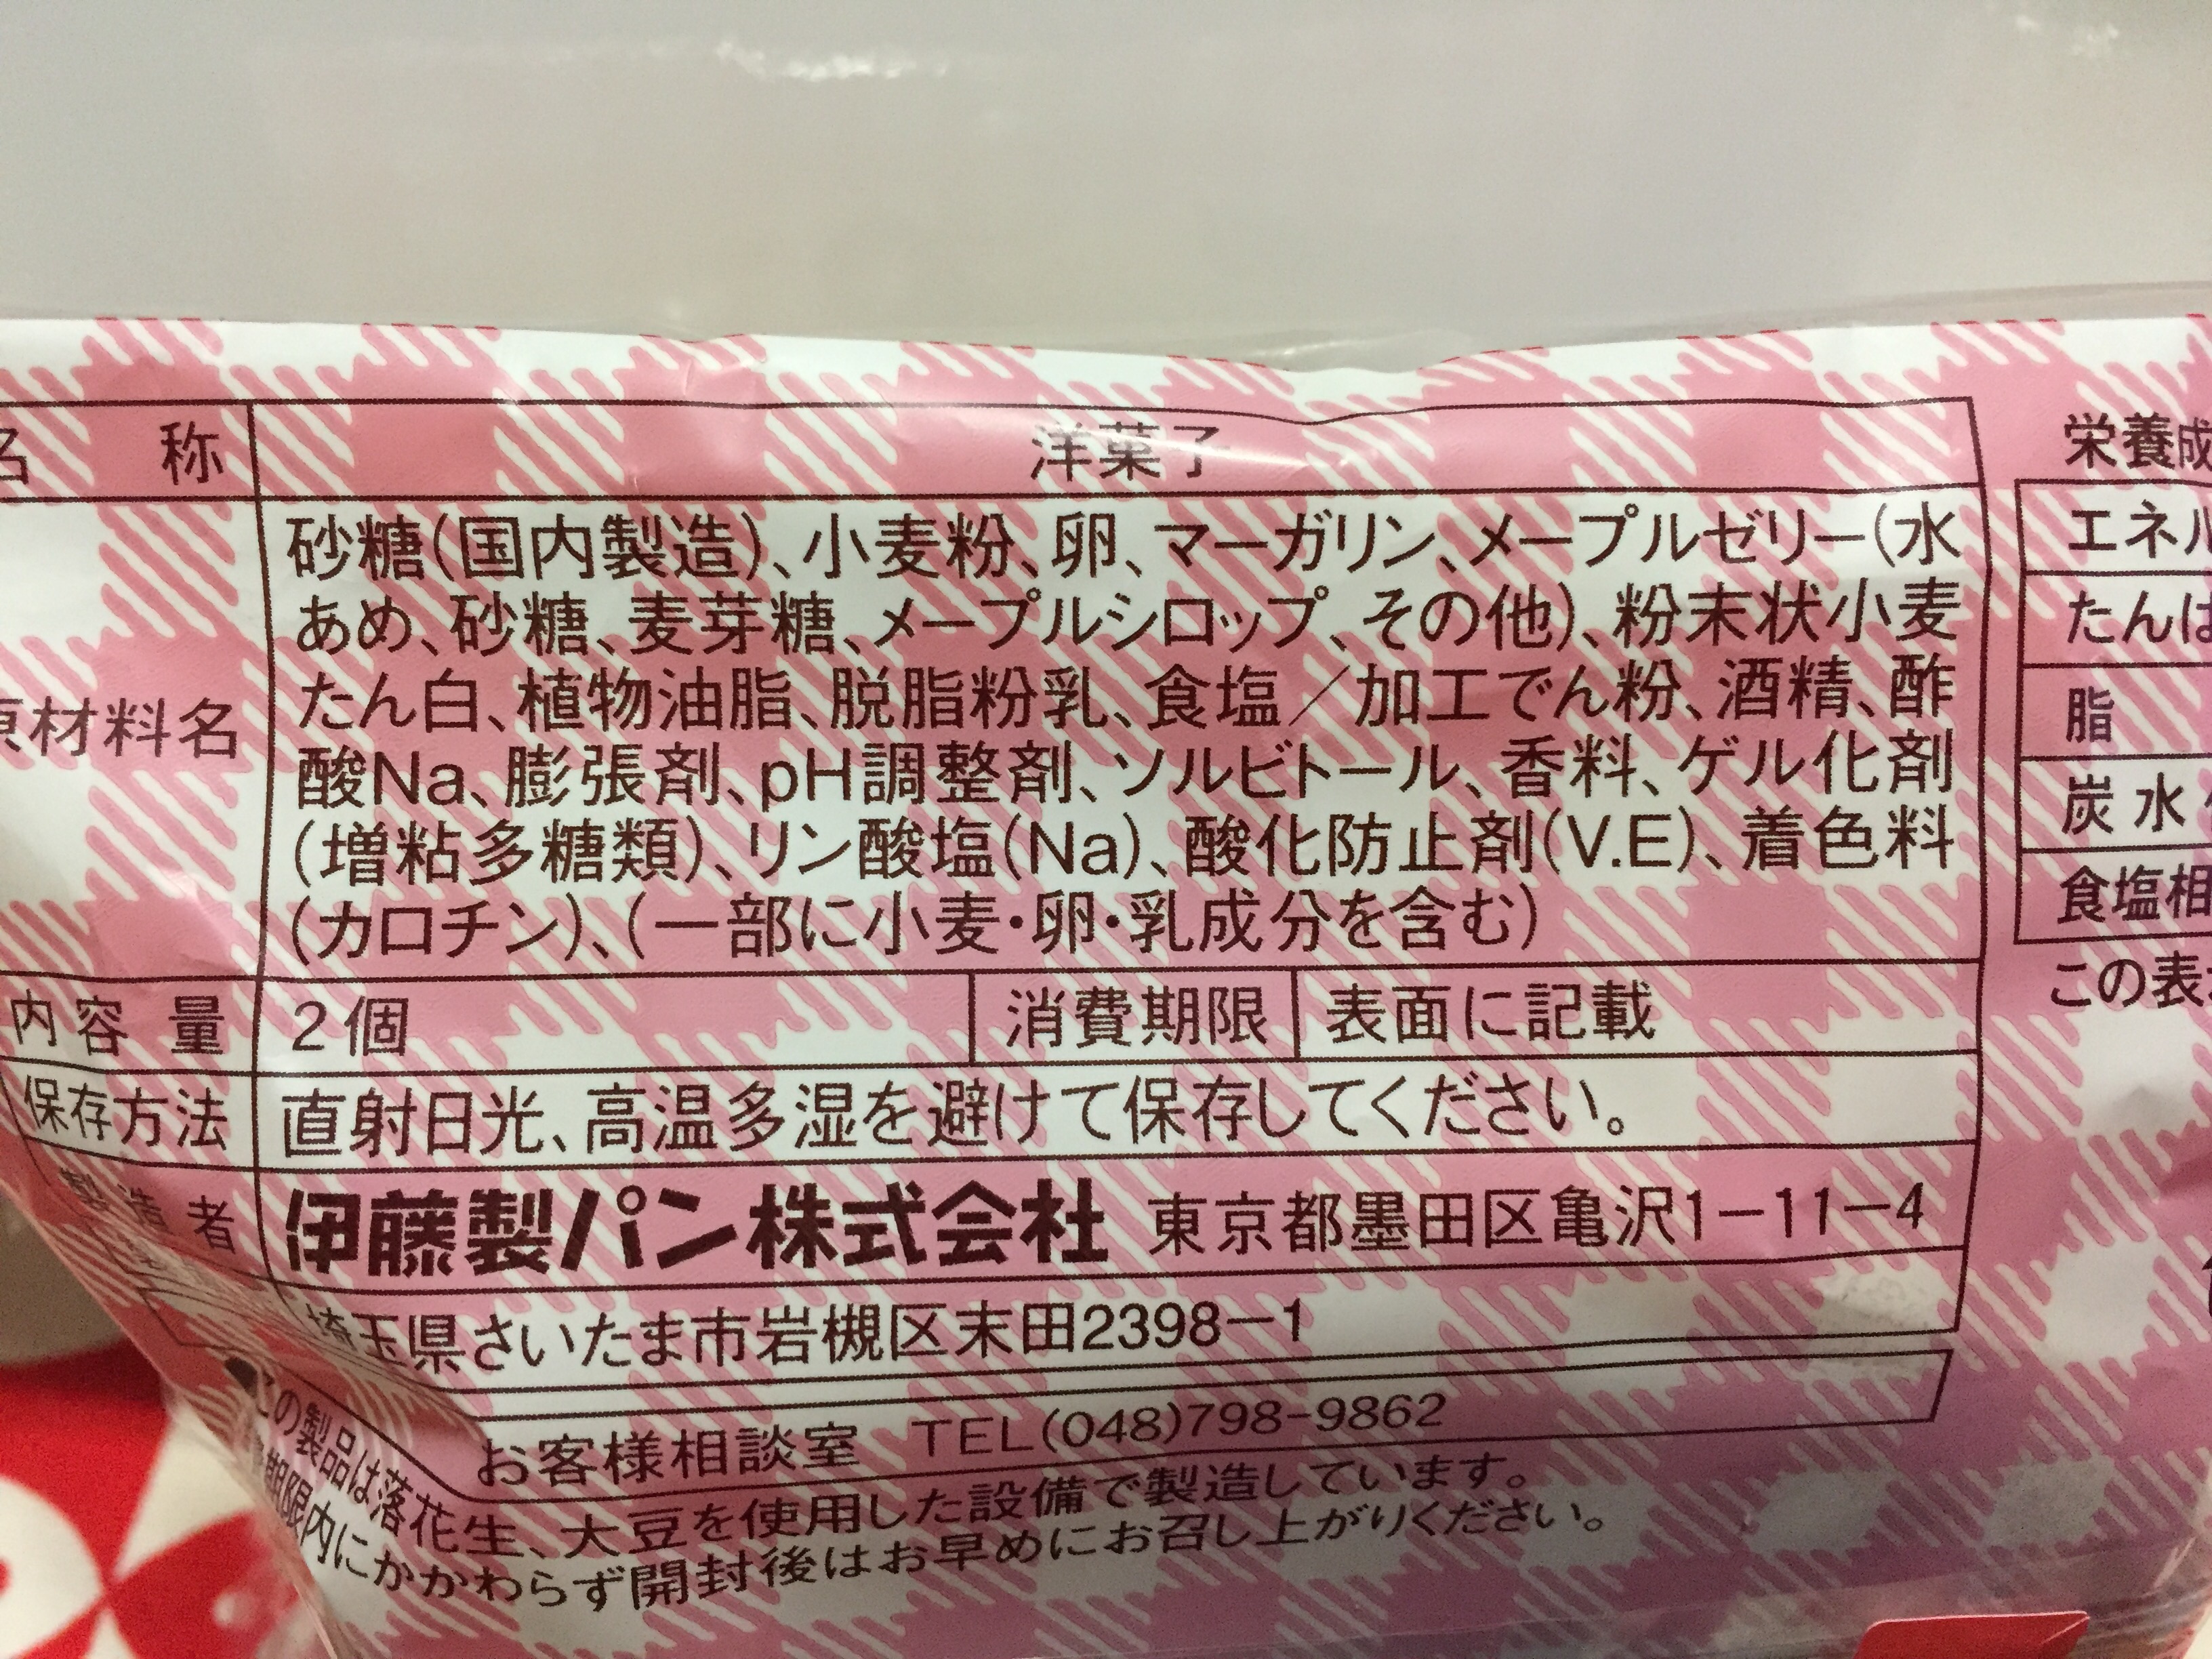 名称 洋菓子
原材料名
砂糖(国内製造)、小麦粉、卵、マーガリン、メープルゼリー(水
あめ、砂糖、麦芽糖、メープルシロップ、その他)、粉末状小麦
たん白、植物油脂、脱脂粉乳、食塩／加工でん粉、酒精、酢
酸Na、膨張剤、pH調整剤、ソルビトール、香料、ゲル化剤
(増粘多糖類)、リン酸塩(Na)、酸化防止剤(V.E)、着色料
(カロチン)、(一部に小麦・卵・乳成分を含む)
内容量 2個 消費期限 表面に記載
保存方法 直射日光、高温多湿を避けて保存してください。
製造者 伊藤製パン株式会社 東京都墨田区亀沢1－11－4
埼玉県さいたま市岩槻区末田2398－1
お客様相談室 TEL(048)798-9862
この製品は落花生、大豆を使用した設備で製造しています。
期限内にかかわらず開封後はお早めにお召し上がりください。
栄養成
エネル
たんぱ
脂
炭水
食塩相
この表